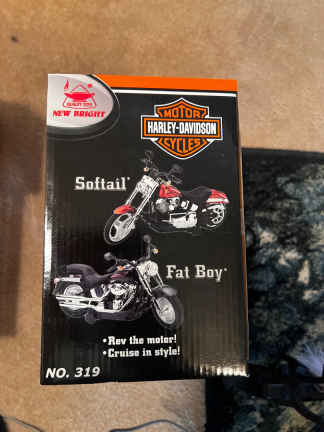 QUALITY TOYS
NEW BRIGHT
MOTOR
HARLEY-DAVIDSON
CYCLES
Softail®
Fat Boy®
•Rev the motor!
•Cruise in style!
NO. 319